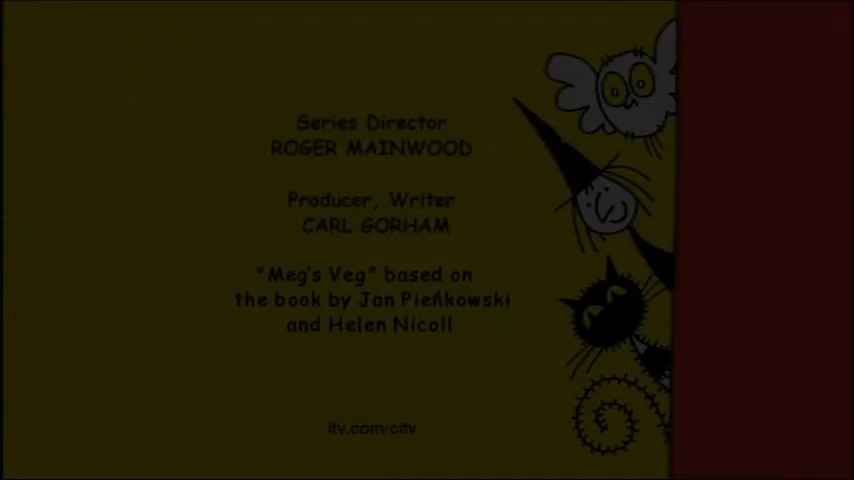 Series Director
ROGER MAINWOOD
Producer, Writer
CARL GORHAM
"Meg's Veg" based on
the book by Jan Pieńkowski
and Helen Nicoll
itv.com/citv